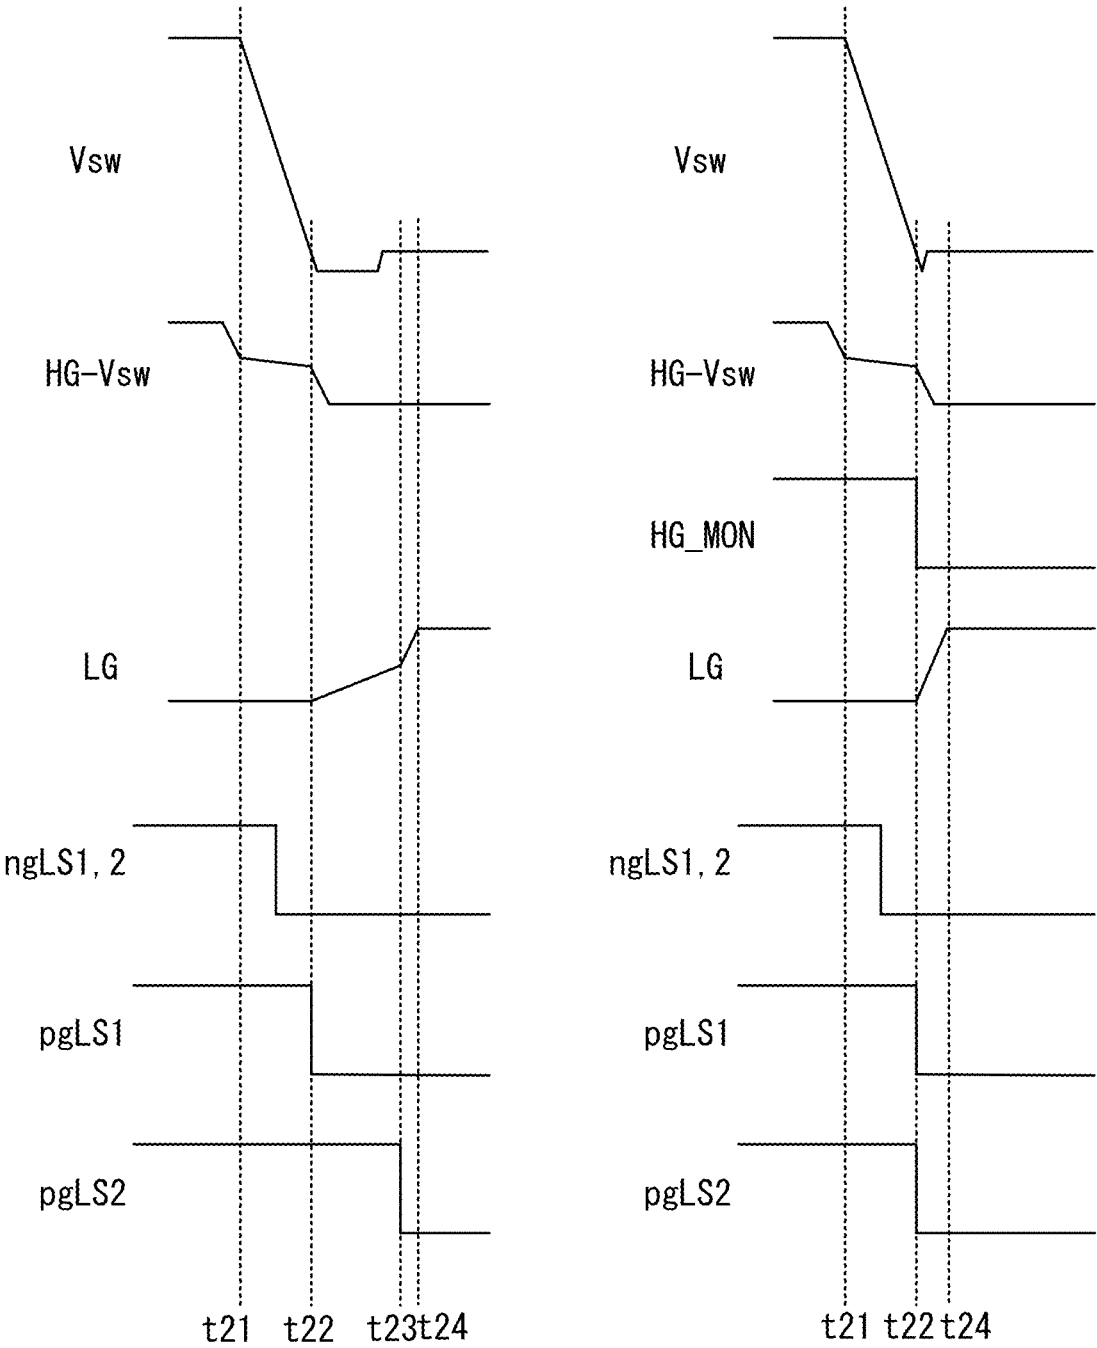 Vsw
HG-Vsw
LG
ngLS1,2
pgLS1
pgLS2
t21 t22 t23 t24
Vsw
HG-Vsw
HG_MON
LG
ngLS1,2
pgLS1
pgLS2
t21 t22 t24